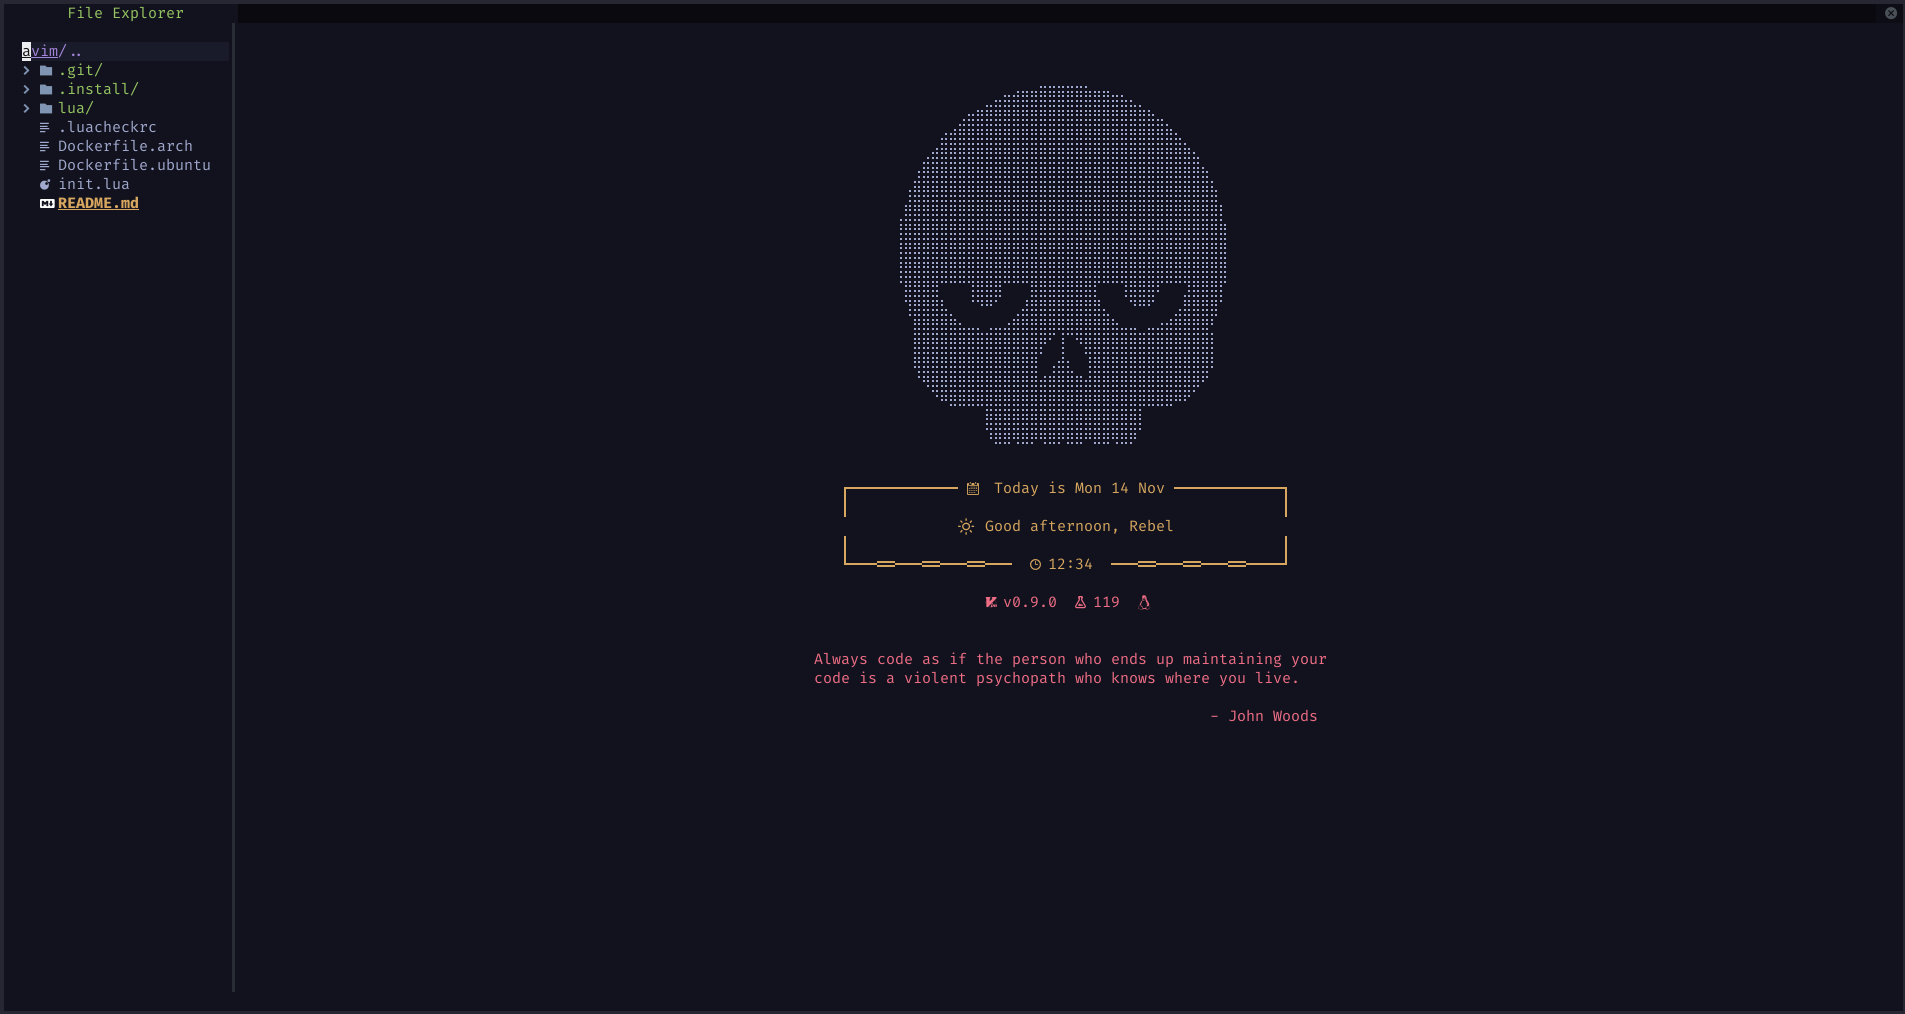 File Explorer
avim/..
.git/
.install/
lua/
.luacheckrc
Dockerfile.arch
Dockerfile.ubuntu
init.lua
README.md
Today is Mon 14 Nov
Good afternoon, Rebel
12:34
v0.9.0 119
Always code as if the person who ends up maintaining your
code is a violent psychopath who knows where you live.
- John Woods